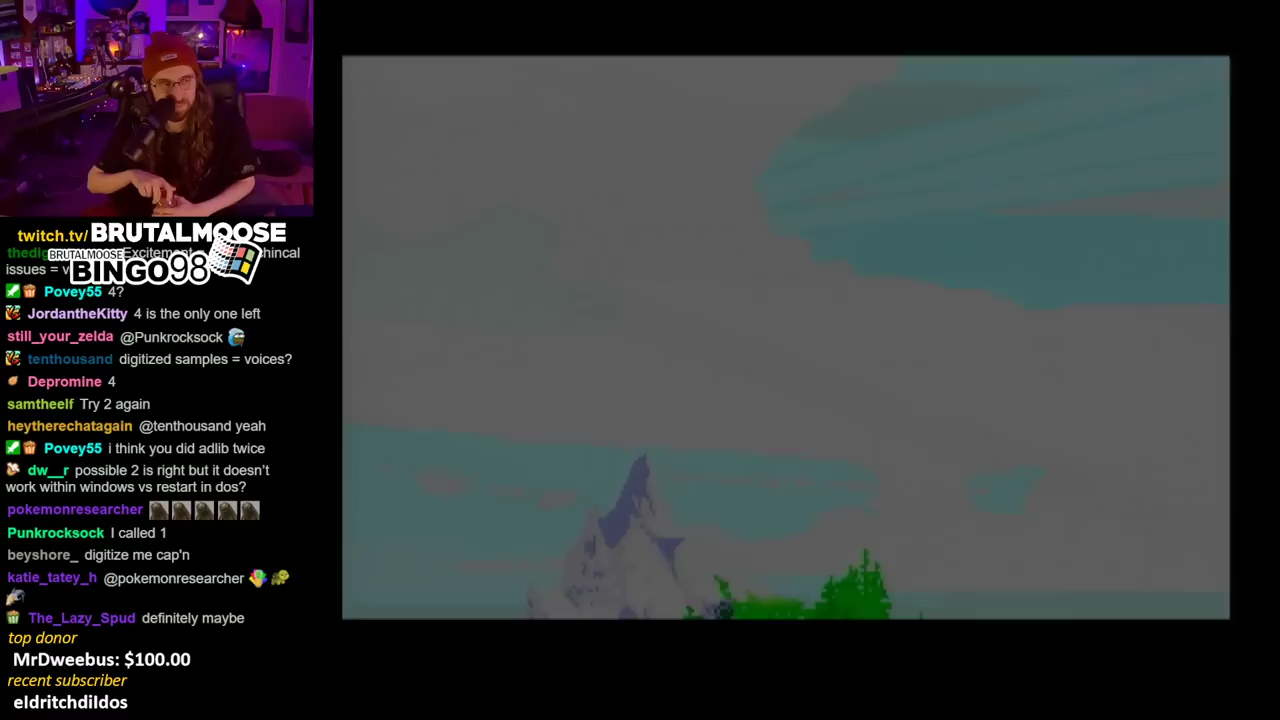 twitch.tv/BRUTALMOOSE
BRUTALMOOSE
BINGO98
Excitement
chincal
issues =
Povey55 4?
JordantheKitty 4 is the only one left
still_your_zelda @Punkrocksock
tenthousand digitized samples = voices?
Depromine 4
samtheelf Try 2 again
heytherechatagain @tenthousand yeah
Povey55 i think you did adlib twice
dw__r possible 2 is right but it doesn't
work within windows vs restart in dos?
pokemonresearcher
Punkrocksock I called 1
beyshore_ digitize me cap'n
katie_tatey_h @pokemonresearcher
The_Lazy_Spud definitely maybe
top donor
MrDweebus: $100.00
recent subscriber
eldritchdildos